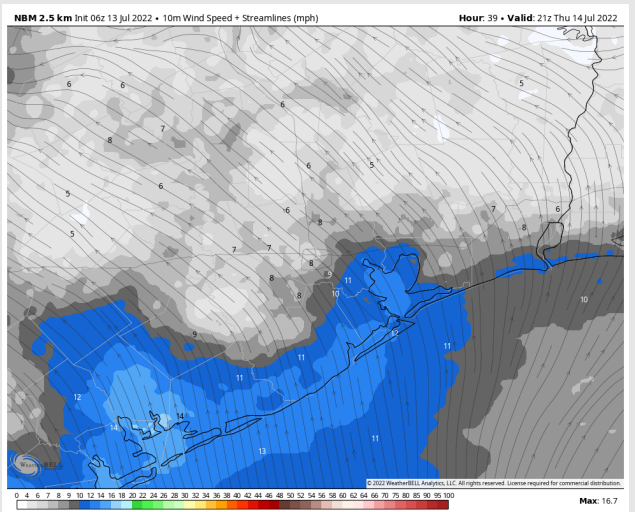 NBM 2.5 km Init 06z 13 Jul 2022 • 10m Wind Speed + Streamlines (mph) Hour: 39 • Valid: 21z Thu 14 Jul 2022
6 6 5
6
8 7
6 5
5 6
6 7 6
5 8 8
7 7
8
8 9 11
8 10 10
9 12
11 11
11
12
14 14
13 11
WeatherBELL
© 2022 WeatherBELL Analytics, LLC. All rights reserved. License required for commercial distribution.
0 4 6 7 8 9 10 12 14 16 18 20 22 24 26 28 30 32 34 36 38 40 42 44 46 48 50 52 54 56 58 60 65 70 75 80 85 90 95 100
Max: 16.7